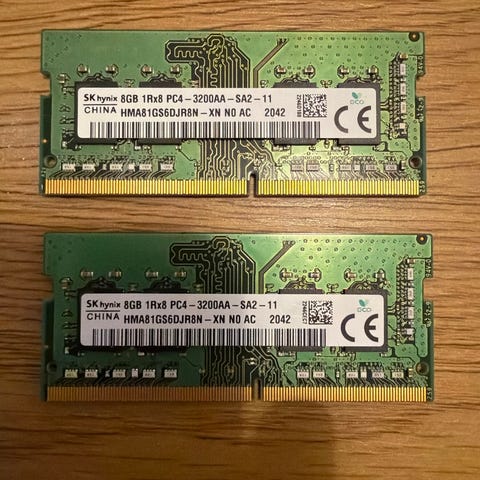 SK hynix 8GB 1Rx8 PC4-3200AA-SA2-11
CHINA HMA81GS6DJR8N-XN N0 AC 2042
CE
SK hynix 8GB 1Rx8 PC4-3200AA-SA2-11
CHINA HMA81GS6DJR8N-XN N0 AC 2042
CE